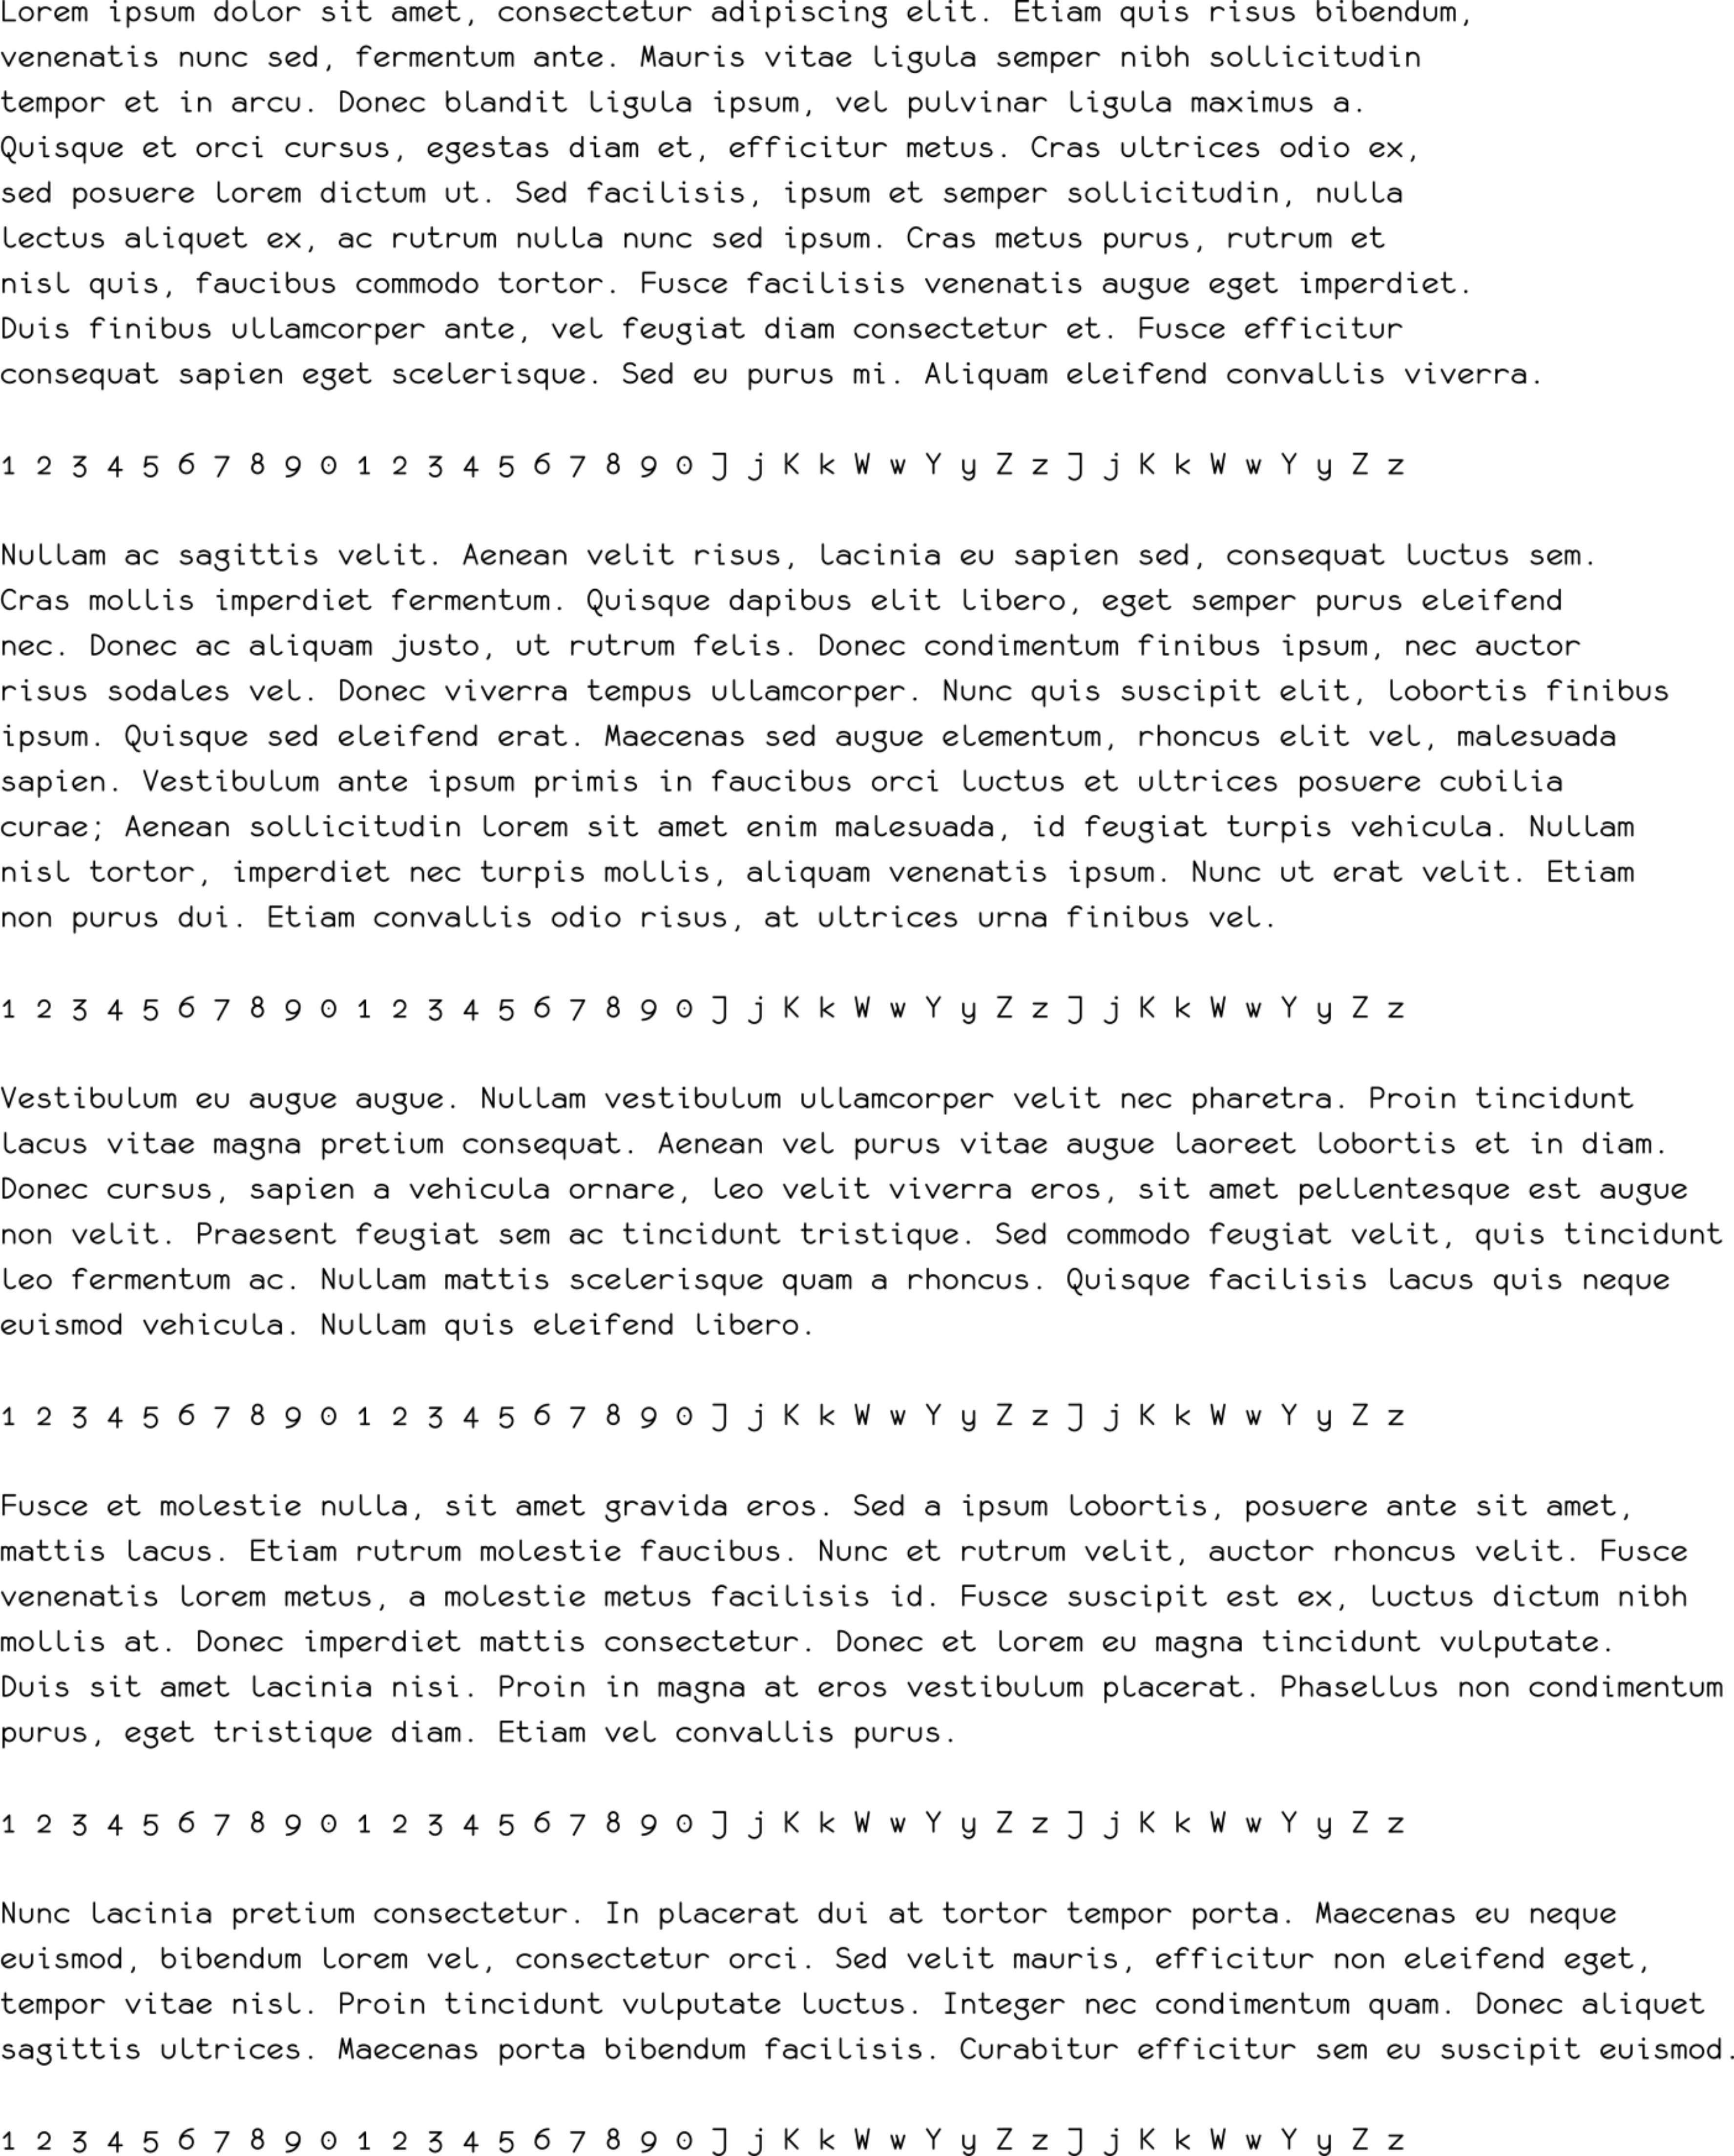 Lorem ipsum dolor sit amet, consectetur adipiscing elit. Etiam quis risus bibendum,
venenatis nunc sed, fermentum ante. Mauris vitae ligula semper nibh sollicitudin
tempor et in arcu. Donec blandit ligula ipsum, vel pulvinar ligula maximus a.
Quisque et orci cursus, egestas diam et, efficitur metus. Cras ultrices odio ex,
sed posuere lorem dictum ut. Sed facilisis, ipsum et semper sollicitudin, nulla
lectus aliquet ex, ac rutrum nulla nunc sed ipsum. Cras metus purus, rutrum et
nisl quis, faucibus commodo tortor. Fusce facilisis venenatis augue eget imperdiet.
Duis finibus ullamcorper ante, vel feugiat diam consectetur et. Fusce efficitur
consequat sapien eget scelerisque. Sed eu purus mi. Aliquam eleifend convallis viverra.
1 2 3 4 5 6 7 8 9 0 1 2 3 4 5 6 7 8 9 0 J j K k W w Y y Z z J j K k W w Y y Z z
Nullam ac sagittis velit. Aenean velit risus, lacinia eu sapien sed, consequat luctus sem.
Cras mollis imperdiet fermentum. Quisque dapibus elit libero, eget semper purus eleifend
nec. Donec ac aliquam justo, ut rutrum felis. Donec condimentum finibus ipsum, nec auctor
risus sodales vel. Donec viverra tempus ullamcorper. Nunc quis suscipit elit, lobortis finibus
ipsum. Quisque sed eleifend erat. Maecenas sed augue elementum, rhoncus elit vel, malesuada
sapien. Vestibulum ante ipsum primis in faucibus orci luctus et ultrices posuere cubilia
curae; Aenean sollicitudin lorem sit amet enim malesuada, id feugiat turpis vehicula. Nullam
nisl tortor, imperdiet nec turpis mollis, aliquam venenatis ipsum. Nunc ut erat velit. Etiam
non purus dui. Etiam convallis odio risus, at ultrices urna finibus vel.
1 2 3 4 5 6 7 8 9 0 1 2 3 4 5 6 7 8 9 0 J j K k W w Y y Z z J j K k W w Y y Z z
Vestibulum eu augue augue. Nullam vestibulum ullamcorper velit nec pharetra. Proin tincidunt
lacus vitae magna pretium consequat. Aenean vel purus vitae augue laoreet lobortis et in diam.
Donec cursus, sapien a vehicula ornare, leo velit viverra eros, sit amet pellentesque est augue
non velit. Praesent feugiat sem ac tincidunt tristique. Sed commodo feugiat velit, quis tincidunt
leo fermentum ac. Nullam mattis scelerisque quam a rhoncus. Quisque facilisis lacus quis neque
euismod vehicula. Nullam quis eleifend libero.
1 2 3 4 5 6 7 8 9 0 1 2 3 4 5 6 7 8 9 0 J j K k W w Y y Z z J j K k W w Y y Z z
Fusce et molestie nulla, sit amet gravida eros. Sed a ipsum lobortis, posuere ante sit amet,
mattis lacus. Etiam rutrum molestie faucibus. Nunc et rutrum velit, auctor rhoncus velit. Fusce
venenatis lorem metus, a molestie metus facilisis id. Fusce suscipit est ex, luctus dictum nibh
mollis at. Donec imperdiet mattis consectetur. Donec et lorem eu magna tincidunt vulputate.
Duis sit amet lacinia nisi. Proin in magna at eros vestibulum placerat. Phasellus non condimentum
purus, eget tristique diam. Etiam vel convallis purus.
1 2 3 4 5 6 7 8 9 0 1 2 3 4 5 6 7 8 9 0 J j K k W w Y y Z z J j K k W w Y y Z z
Nunc lacinia pretium consectetur. In placerat dui at tortor tempor porta. Maecenas eu neque
euismod, bibendum lorem vel, consectetur orci. Sed velit mauris, efficitur non eleifend eget,
tempor vitae nisl. Proin tincidunt vulputate luctus. Integer nec condimentum quam. Donec aliquet
sagittis ultrices. Maecenas porta bibendum facilisis. Curabitur efficitur sem eu suscipit euismod.
1 2 3 4 5 6 7 8 9 0 1 2 3 4 5 6 7 8 9 0 J j K k W w Y y Z z J j K k W w Y y Z z